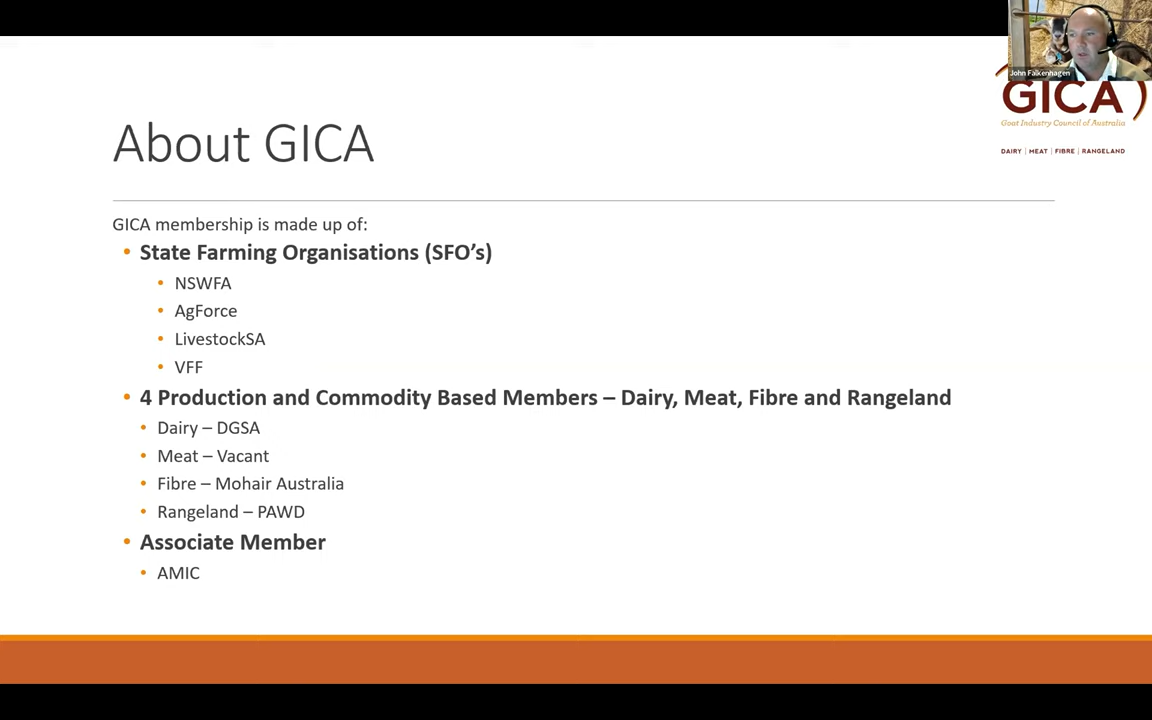 John Falkenhagen
GICA
Goat Industry Council of Australia
DAIRY | MEAT | FIBRE | RANGELAND
About GICA
GICA membership is made up of:
• State Farming Organisations (SFO’s)
• NSWFA
• AgForce
• LivestockSA
• VFF
• 4 Production and Commodity Based Members – Dairy, Meat, Fibre and Rangeland
• Dairy – DGSA
• Meat – Vacant
• Fibre – Mohair Australia
• Rangeland – PAWD
• Associate Member
• AMIC